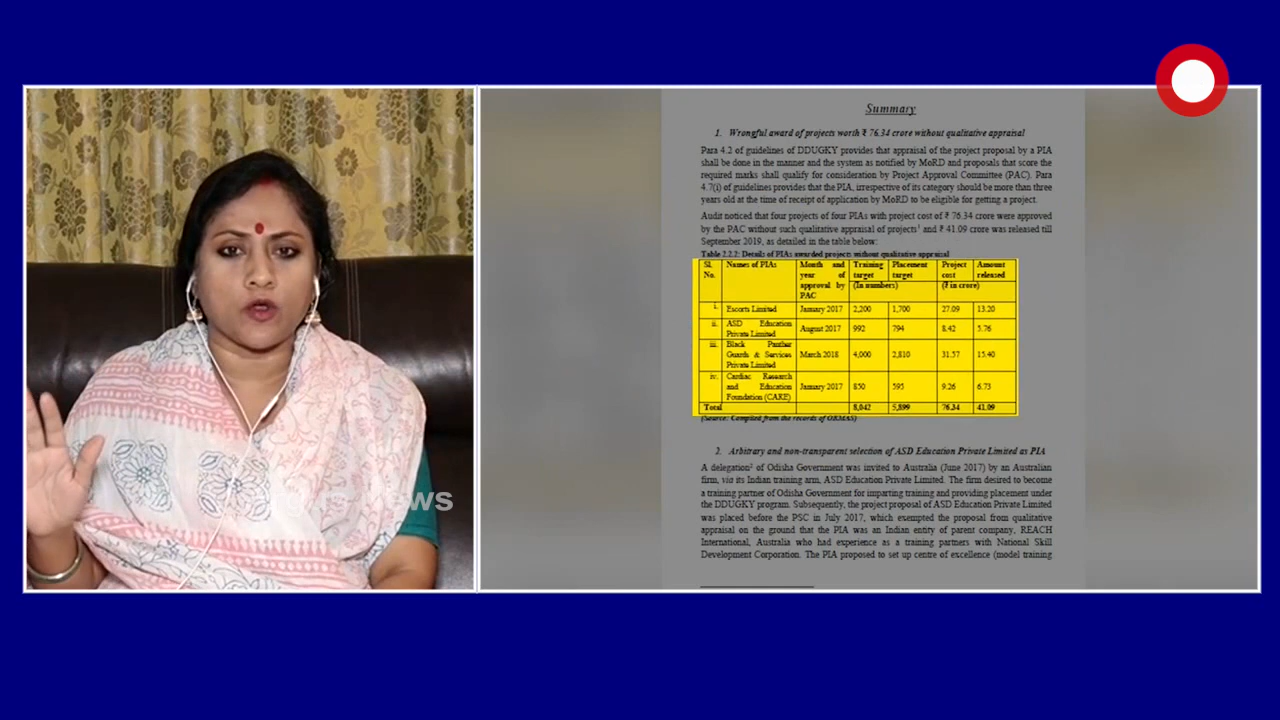 Summary
1. Wrongful award of projects worth ₹ 76.34 crore without qualitative appraisal
Para 4.2 of guidelines of DDUGKY provides that appraisal of the project proposal by a PIA
shall be done in the manner and the system as notified by MoRD and proposals that score the
required marks shall qualify for consideration by Project Approval Committee (PAC). Para
4.7(i) of guidelines provides that the PIA, irrespective of its category should be more than three
years old at the time of receipt of application by MoRD to be eligible for getting a project.
Audit noticed that four projects of four PIAs with project cost of ₹ 76.34 crore were approved
by the PAC without such qualitative appraisal of projects¹ and ₹ 41.09 crore was released till
September 2019, as detailed in the table below:
Table 2.2.2: Details of PIAs awarded projects without qualitative appraisal
Sl. No. Names of PIAs Month and year of approval by PAC Training target Placement target Project cost Amount released
(In numbers) (₹ in crore)
i. Escorts Limited January 2017 2,200 1,700 27.09 13.20
ii. ASD Education Private Limited August 2017 992 794 8.42 5.76
iii. Black Panther Guards & Services Private Limited March 2018 4,000 2,810 31.57 15.40
iv. Cardiac Research and Education Foundation (CARE) January 2017 850 595 9.26 6.73
Total 8,042 5,899 76.34 41.09
(Source: Compiled from the records of ORMAS)
2. Arbitrary and non-transparent selection of ASD Education Private Limited as PIA
A delegation² of Odisha Government was invited to Australia (June 2017) by an Australian
firm, via its Indian training arm, ASD Education Private Limited. The firm desired to become
a training partner of Odisha Government for imparting training and providing placement under
the DDUGKY program. Subsequently, the project proposal of ASD Education Private Limited
was placed before the PSC in July 2017, which exempted the proposal from qualitative
appraisal on the ground that the PIA was an Indian entity of parent company, REACH
International, Australia who had experience as a training partners with National Skill
Development Corporation. The PIA proposed to set up centre of excellence (model training